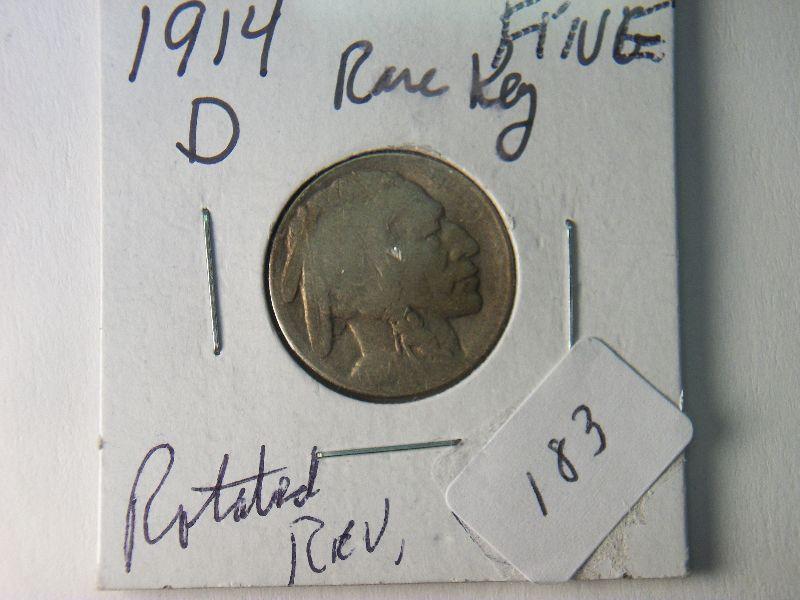 1914 FINE
Rare Key
D
Rotated
Rev.
183